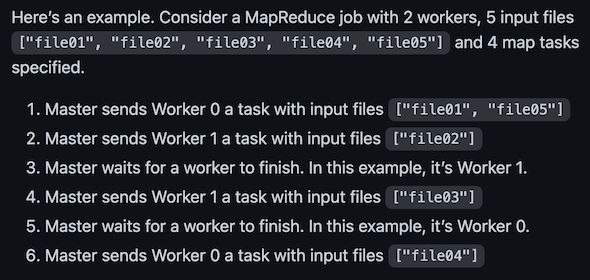 Here’s an example. Consider a MapReduce job with 2 workers, 5 input files
["file01", "file02", "file03", "file04", "file05"] and 4 map tasks
specified.
1. Master sends Worker 0 a task with input files ["file01", "file05"]
2. Master sends Worker 1 a task with input files ["file02"]
3. Master waits for a worker to finish. In this example, it’s Worker 1.
4. Master sends Worker 1 a task with input files ["file03"]
5. Master waits for a worker to finish. In this example, it’s Worker 0.
6. Master sends Worker 0 a task with input files ["file04"]